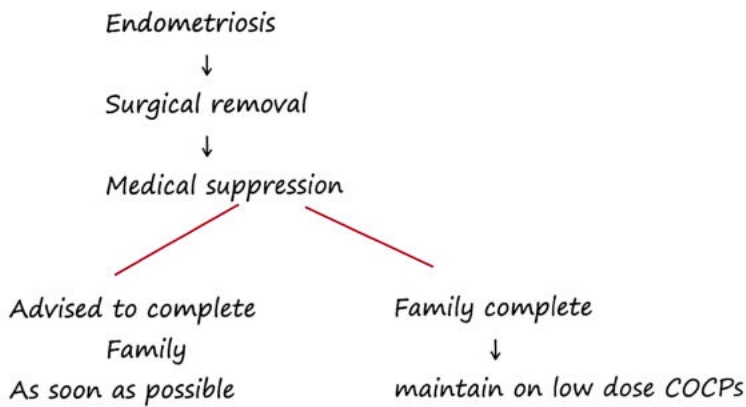 Endometriosis
↓
Surgical removal
↓
Medical suppression
Advised to complete
Family
As soon as possible
Family complete
↓
maintain on low dose COCPs